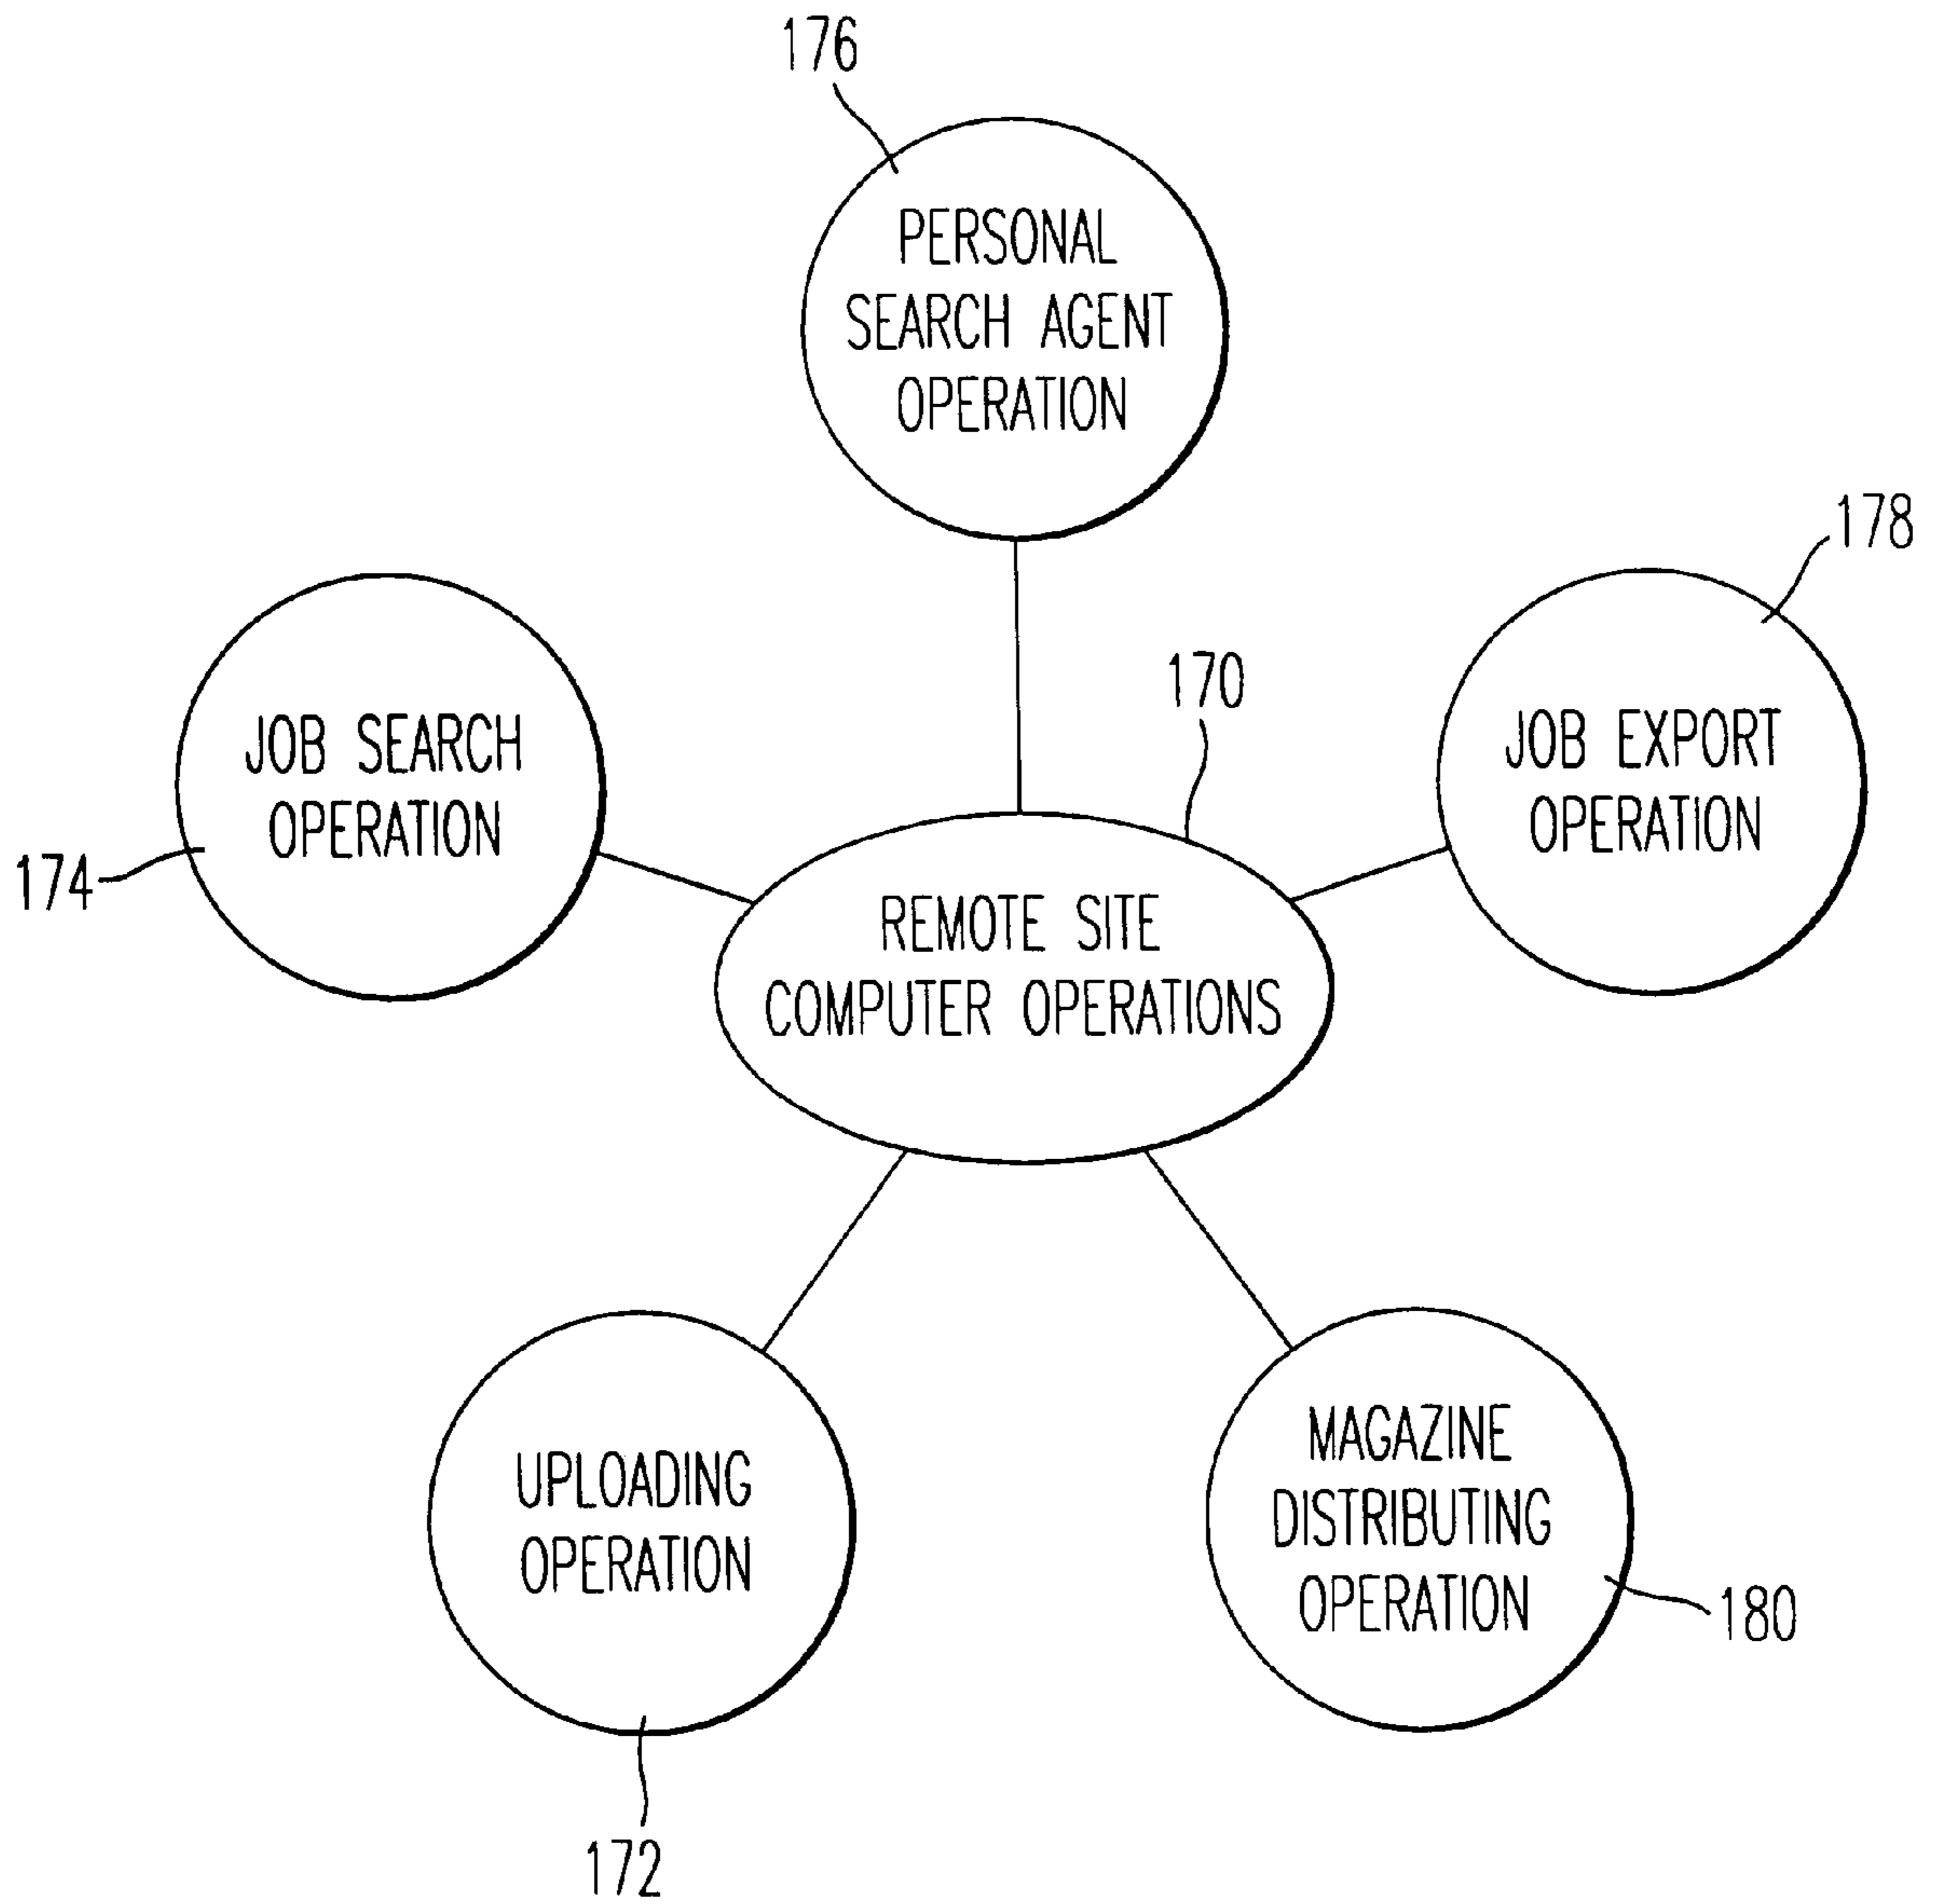 176
PERSONAL
SEARCH AGENT
OPERATION
178
JOB EXPORT
OPERATION
170
JOB SEARCH
OPERATION
174
REMOTE SITE
COMPUTER OPERATIONS
UPLOADING
OPERATION
172
MAGAZINE
DISTRIBUTING
OPERATION
180